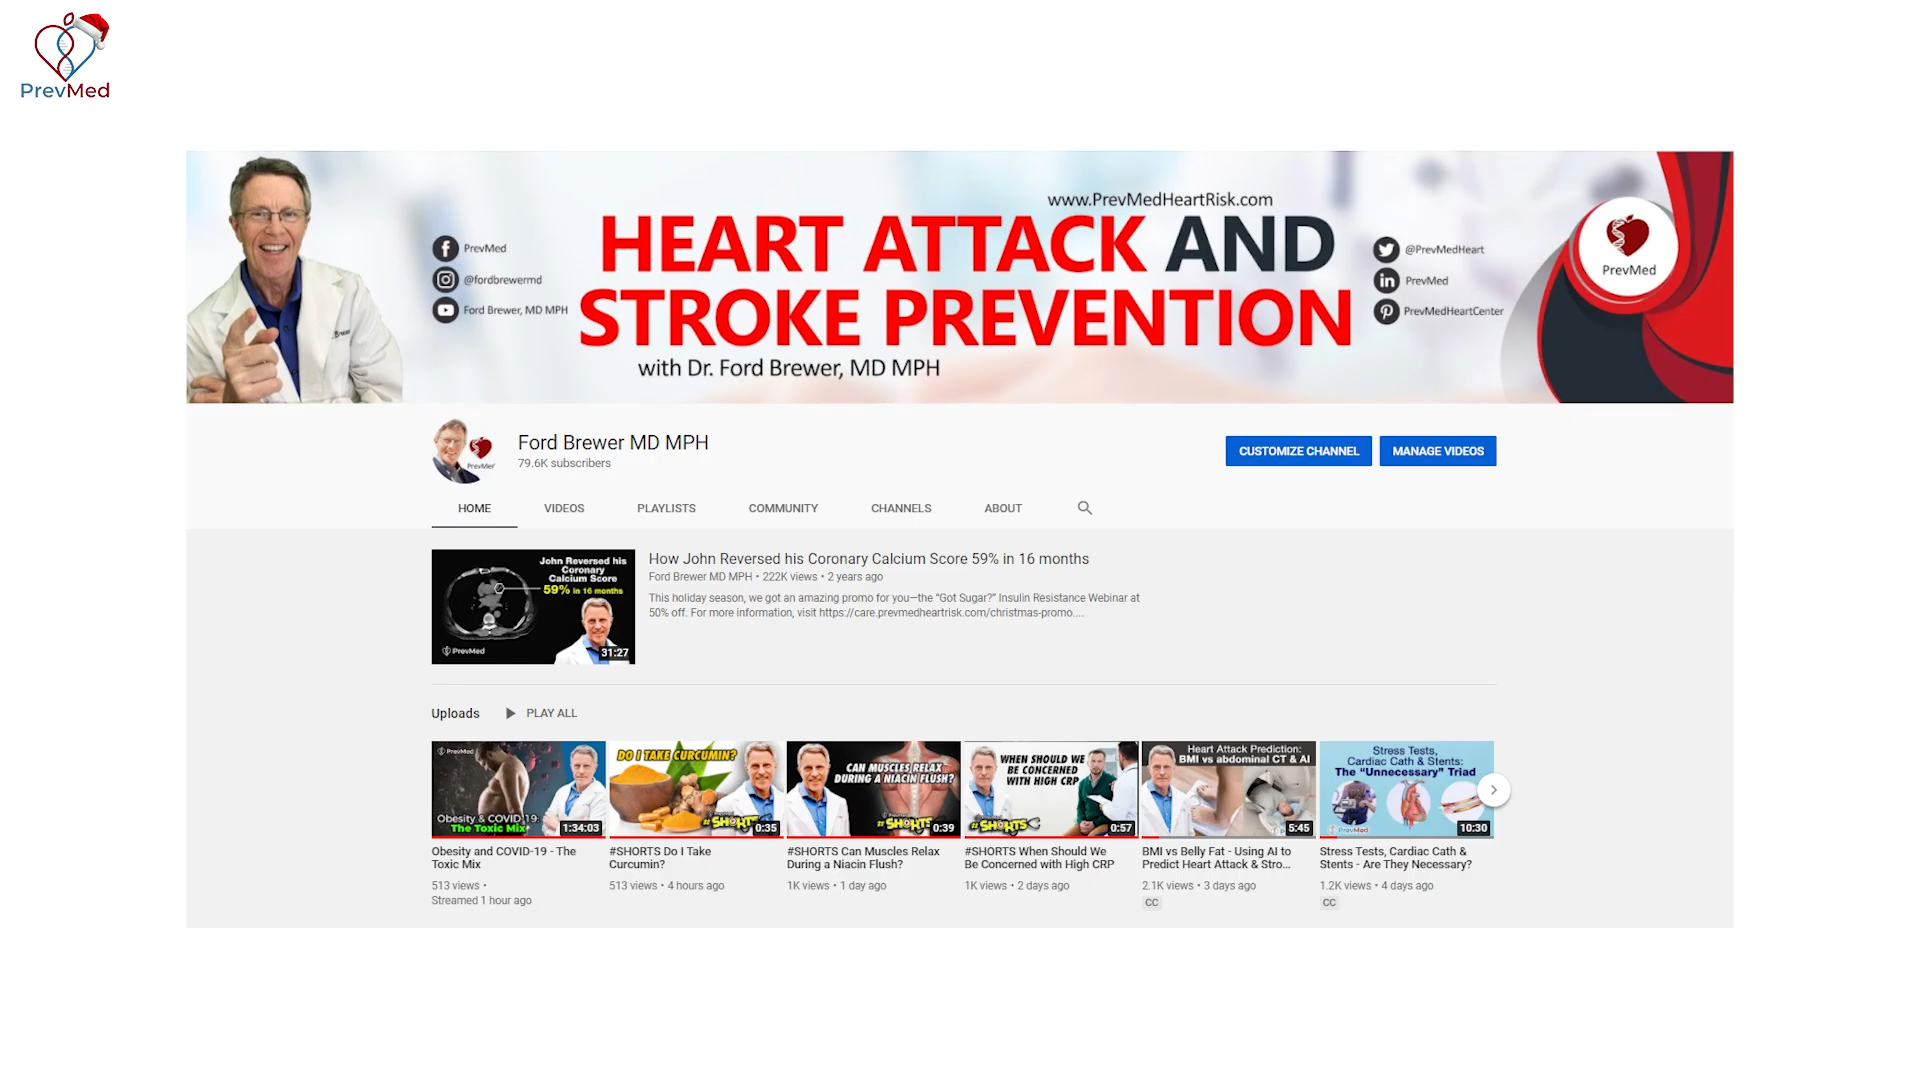 PrevMed
www.PrevMedHeartRisk.com
HEART ATTACK AND
STROKE PREVENTION
with Dr. Ford Brewer, MD MPH
PrevMed
@fordbrewermd
Ford Brewer, MD MPH
@PrevMedHeart
PrevMed
PrevMedHeartCenter
PrevMed
Ford Brewer MD MPH
79.6K subscribers
CUSTOMIZE CHANNEL
MANAGE VIDEOS
HOME VIDEOS PLAYLISTS COMMUNITY CHANNELS ABOUT
John Reversed his
Coronary
Calcium Score
59% in 16 months
PrevMed
31:27
How John Reversed his Coronary Calcium Score 59% in 16 months
Ford Brewer MD MPH • 222K views • 2 years ago
This holiday season, we got an amazing promo for you—the “Got Sugar?” Insulin Resistance Webinar at
50% off. For more information, visit https://care.prevmedheartrisk.com/christmas-promo....
Uploads PLAY ALL
PrevMed
Obesity & COVID-19:
The Toxic Mix
1:34:03
Obesity and COVID-19 - The
Toxic Mix
513 views •
Streamed 1 hour ago
DO I TAKE CURCUMIN?
#SHORTS
0:35
#SHORTS Do I Take
Curcumin?
513 views • 4 hours ago
CAN MUSCLES RELAX
DURING A NIACIN FLUSH?
#SHORTS
0:39
#SHORTS Can Muscles Relax
During a Niacin Flush?
1K views • 1 day ago
WHEN SHOULD WE
BE CONCERNED
WITH HIGH CRP
#SHORTS
0:57
#SHORTS When Should We
Be Concerned with High CRP
1K views • 2 days ago
Heart Attack Prediction:
BMI vs abdominal CT & AI
5:45
BMI vs Belly Fat - Using AI to
Predict Heart Attack & Stro...
2.1K views • 3 days ago
CC
Stress Tests,
Cardiac Cath & Stents:
The “Unnecessary” Triad
PrevMed
10:30
Stress Tests, Cardiac Cath &
Stents - Are They Necessary?
1.2K views • 4 days ago
CC